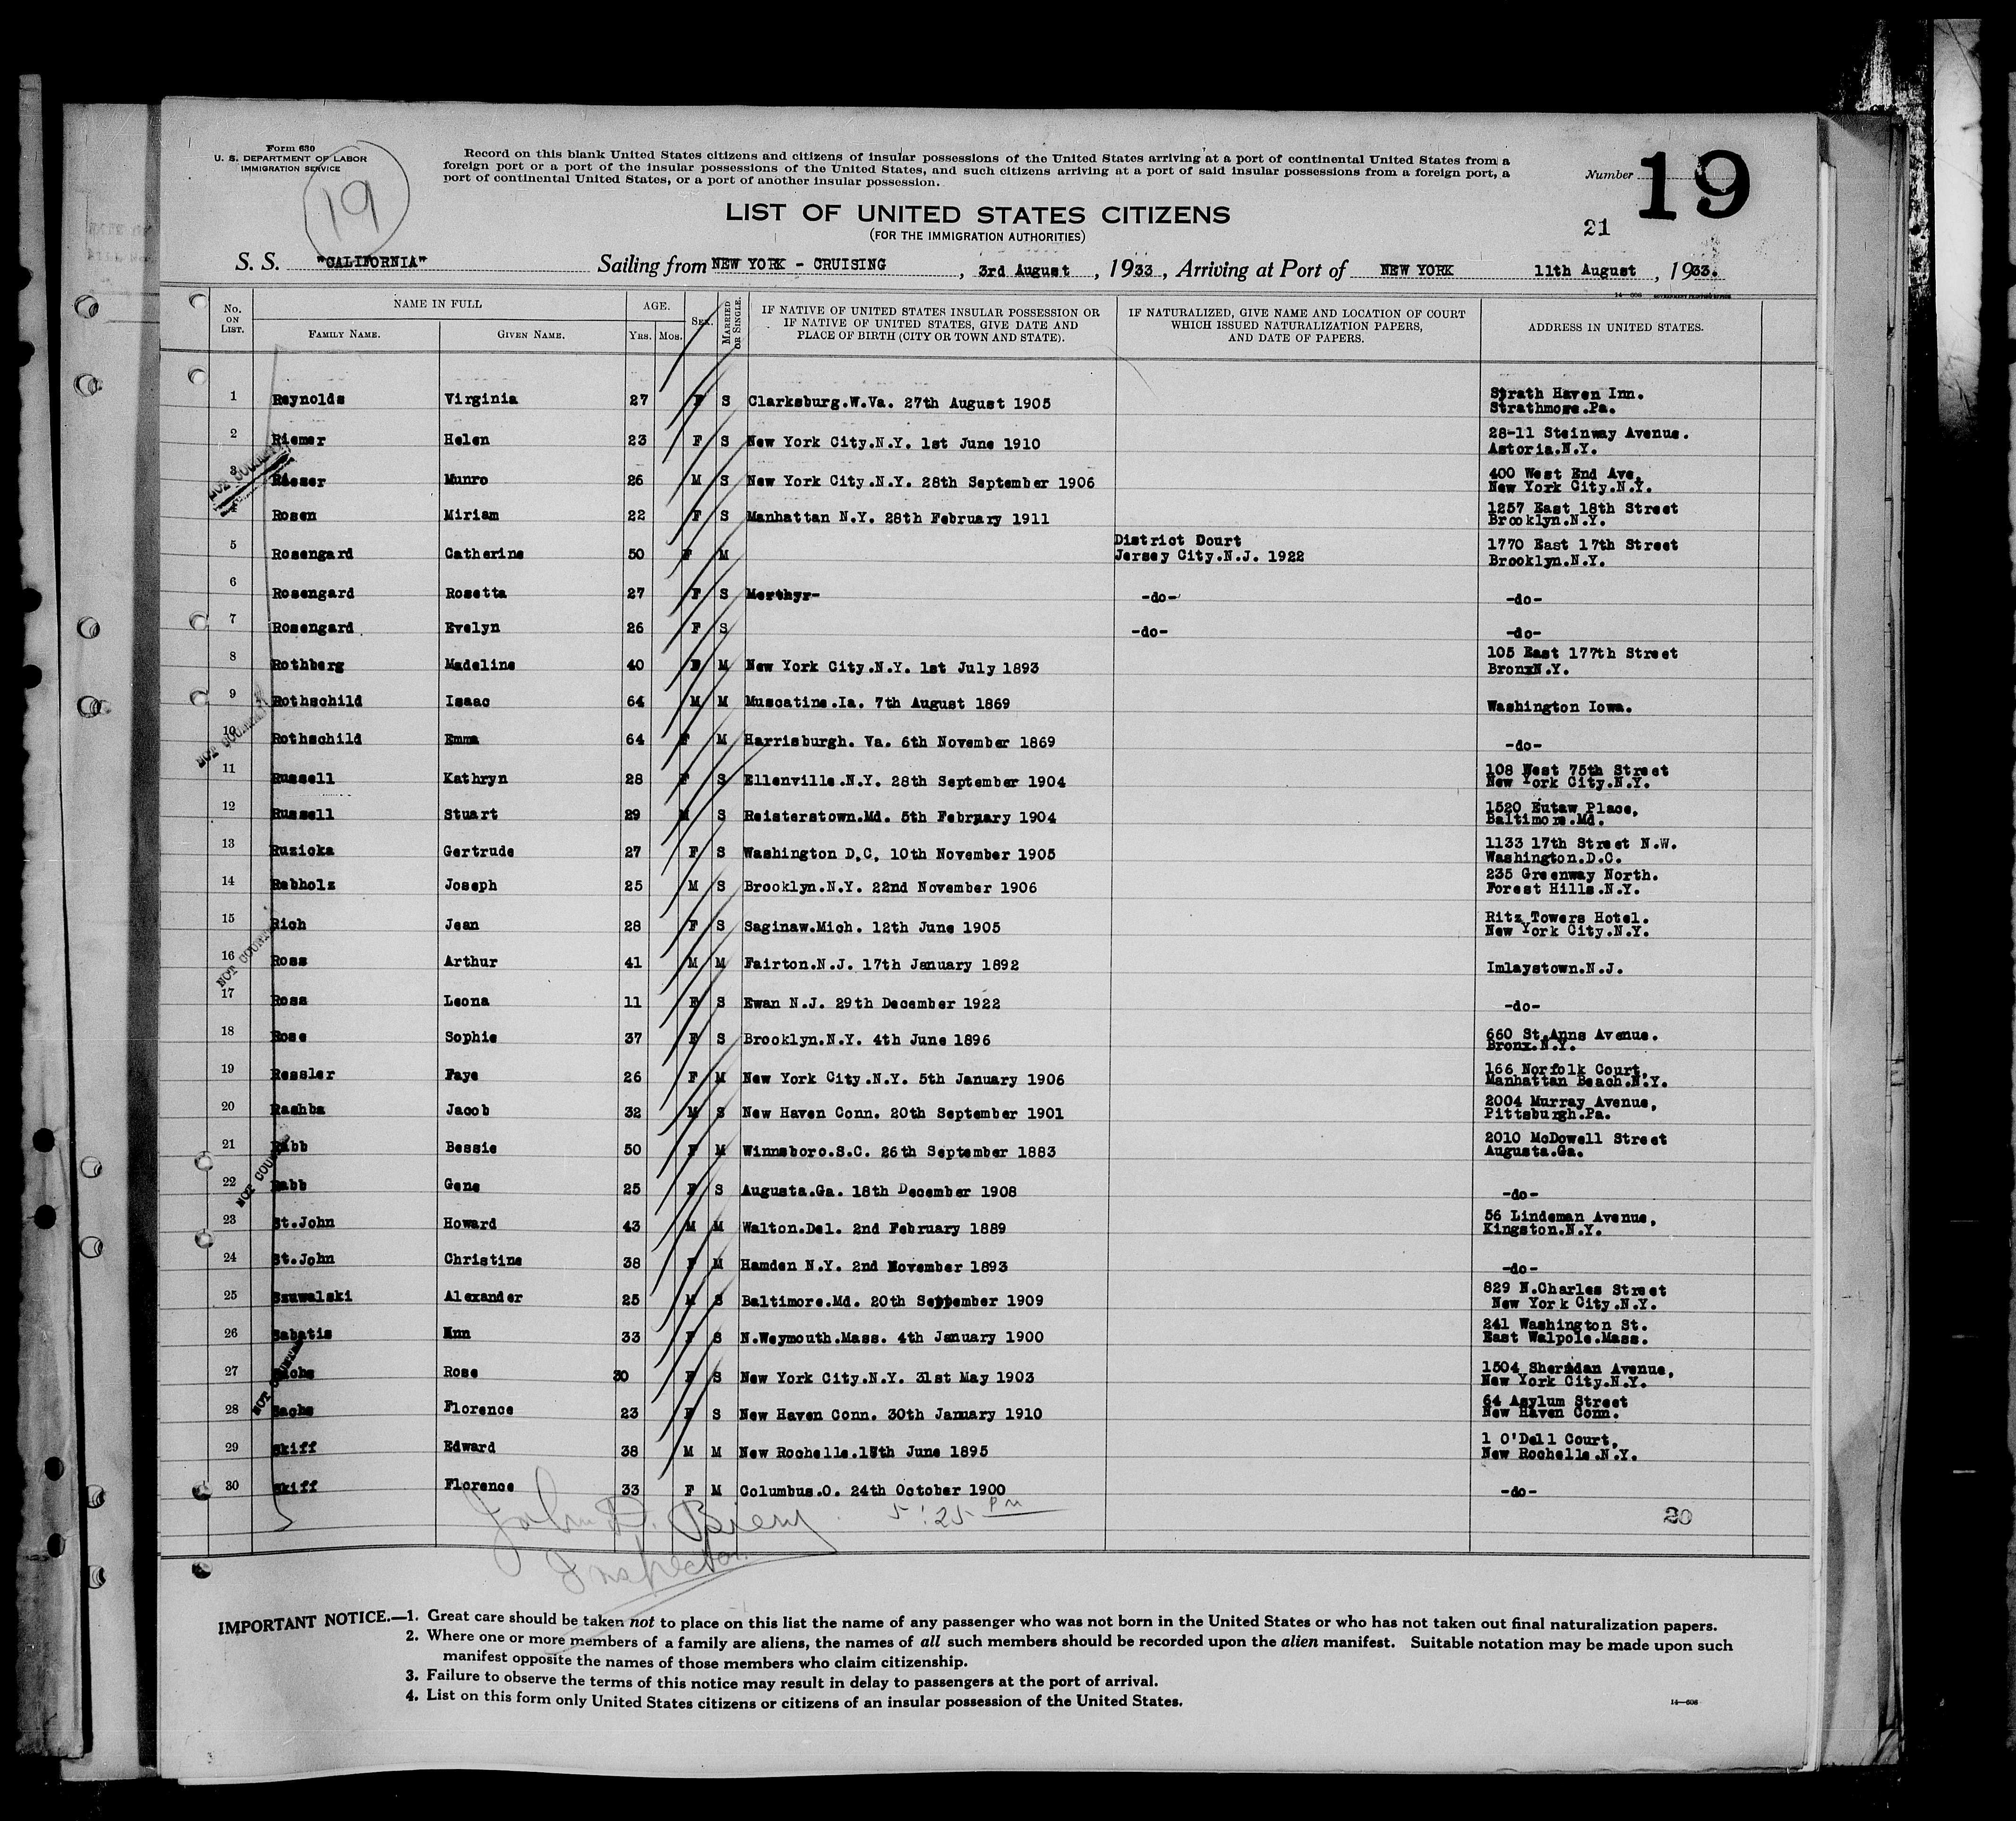 Form 630
U. S. DEPARTMENT OF LABOR
IMMIGRATION SERVICE
19
Record on this blank United States citizens and citizens of insular possessions of the United States arriving at a port of continental United States from a
foreign port or a port of the insular possessions of the United States, and such citizens arriving at a port of said insular possessions from a foreign port, a
port of continental United States, or a port of another insular possession.
Number 19
LIST OF UNITED STATES CITIZENS
(FOR THE IMMIGRATION AUTHORITIES)
21
S. S. "CALIFORNIA" Sailing from NEW YORK - CRUISING, 3rd August, 1933, Arriving at Port of NEW YORK 11th August, 1933.
14—606 GOVERNMENT PRINTING OFFICE
No. ON LIST. NAME IN FULL FAMILY NAME. GIVEN NAME. AGE. YRS. MOS. SEX. MARRIED OR SINGLE. IF NATIVE OF UNITED STATES INSULAR POSSESSION OR IF NATIVE OF UNITED STATES, GIVE DATE AND PLACE OF BIRTH (CITY OR TOWN AND STATE). IF NATURALIZED, GIVE NAME AND LOCATION OF COURT WHICH ISSUED NATURALIZATION PAPERS, AND DATE OF PAPERS. ADDRESS IN UNITED STATES.
1 Reynolds Virginia 27 F S Clarksburg.W.Va. 27th August 1905 Strath Haven Inn.
Strathmore.Pa.
2 Riemer Helen 23 F S New York City.N.Y. 1st June 1910 28-11 Steinway Avenue.
Astoria.N.Y.
3 Rieser Munro 26 M S New York City.N.Y. 28th September 1906 400 West End Ave.
New York City.N.Y.
Rosen Miriam 22 F S Manhattan N.Y. 28th February 1911 1257 East 18th Street
Brooklyn.N.Y.
5 Rosengard Catherine 50 F M District Dourt
Jersey City.N.J. 1922 1770 East 17th Street
Brooklyn.N.Y.
6 Rosengard Rosetta 27 F S Merthyr- -do- -do-
7 Rosengard Evelyn 26 F S -do- -do-
8 Rothberg Madeline 40 F M New York City.N.Y. 1st July 1893 105 East 177th Street
BronxN.Y.
9 Rothschild Isaac 64 M M Muscatine.Ia. 7th August 1869 Washington Iowa.
10 Rothschild Emma 64 F M Harrisburgh. Va. 6th November 1869 -do-
11 Russell Kathryn 28 F S Ellenville.N.Y. 28th September 1904 108 West 75th Street
New York City.N.Y.
12 Russell Stuart 29 M S Reisterstown.Md. 5th February 1904 1520 Eutaw Place,
Baltimore.Md.
13 Ruzicka Gertrude 27 F S Washington D.C. 10th November 1905 1133 17th Street N.W.
Washington.D.C.
14 Rebholz Joseph 25 M S Brooklyn.N.Y. 22nd November 1906 235 Greenway North.
Forest Hills.N.Y.
15 Rich Jean 28 F S Saginaw.Mich. 12th June 1905 Ritz Towers Hotel.
New York City.N.Y.
16 Ross Arthur 41 M M Fairton.N.J. 17th January 1892 Imlaystown.N.J.
17 Ross Leona 11 F S Ewan N.J. 29th December 1922 -do-
18 Rose Sophie 37 F S Brooklyn.N.Y. 4th June 1896 660 St.Anns Avenue.
Bronx.N.Y.
19 Ressler Faye 26 F M New York City.N.Y. 5th January 1906 166 Norfolk Court,
Manhattan Beach.N.Y.
20 Rashba Jacob 32 M S New Haven Conn. 20th September 1901 2004 Murray Avenue,
Pittsburgh.Pa.
21 Rabb Bessie 50 F M Winnsboro.S.C. 26th September 1883 2010 McDowell Street
Augusta.Ga.
22 Rabb Gene 25 F S Augusta.Ga. 18th December 1908 -do-
23 St.John Howard 43 M M Walton.Del. 2nd February 1889 56 Lindeman Avenue,
Kingston.N.Y.
24 St.John Christine 38 F M Hamden N.Y. 2nd November 1893 -do-
25 Szuwalski Alexander 25 M S Baltimore.Md. 20th September 1909 829 N.Charles Street
New York City.N.Y.
26 Sabatis Ann 33 F S N.Weymouth.Mass. 4th January 1900 241 Washington St.
East Walpole.Mass.
27 Sachs Rose 30 F S New York City.N.Y. 31st May 1903 1504 Sheridan Avenue,
New York City.N.Y.
28 Sachs Florence 23 F S New Haven Conn. 30th January 1910 64 Asylum Street
New Haven Conn.
29 Skiff Edward 38 M M New Rochelle.18th June 1895 1 O'Dell Court,
New Rochelle.N.Y.
30 Skiff Florence 33 F M Columbus.O. 24th October 1900 -do-
NOT COUNTED
John P. 5:25 PM
Inspector
IMPORTANT NOTICE.—1. Great care should be taken not to place on this list the name of any passenger who was not born in the United States or who has not taken out final naturalization papers.
2. Where one or more members of a family are aliens, the names of all such members should be recorded upon the alien manifest. Suitable notation may be made upon such
manifest opposite the names of those members who claim citizenship.
3. Failure to observe the terms of this notice may result in delay to passengers at the port of arrival.
4. List on this form only United States citizens or citizens of an insular possession of the United States.
14—606